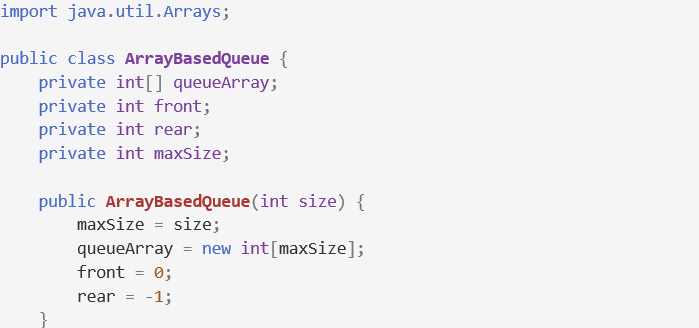 import java.util.Arrays;
public class ArrayBasedQueue {
    private int[] queueArray;
    private int front;
    private int rear;
    private int maxSize;
    public ArrayBasedQueue(int size) {
        maxSize = size;
        queueArray = new int[maxSize];
        front = 0;
        rear = -1;
    }